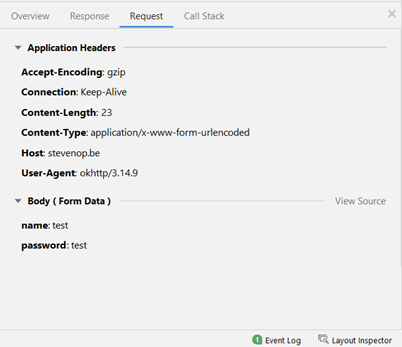 Overview Response Request Call Stack
Application Headers
Accept-Encoding: gzip
Connection: Keep-Alive
Content-Length: 23
Content-Type: application/x-www-form-urlencoded
Host: stevenop.be
User-Agent: okhttp/3.14.9
Body ( Form Data ) View Source
name: test
password: test
1 Event Log Layout Inspector